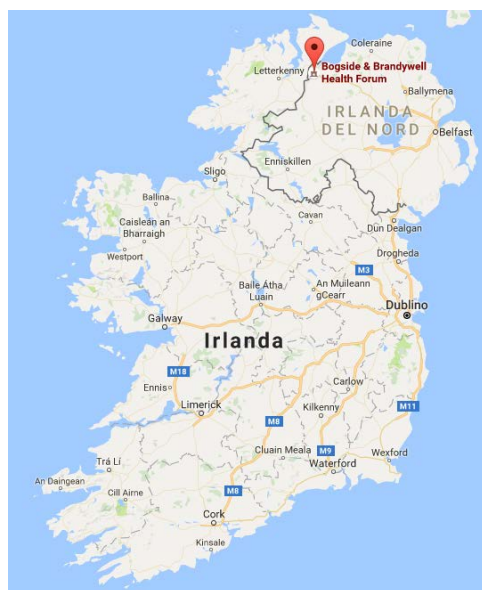 Coleraine
Letterkenny
Bogside & Brandywell
Health Forum
Ballymena
IRLANDA
DEL NORD
Belfast
Enniskillen
Sligo
Ballina
Cavan
Dún Dealgan
Caisleán an
Bharraigh
Westport
Drogheda
M3
Baile Átha
Luain
An Muileann
gCearr
Dublino
Galway
Irlanda
M18
Ennis
Carlow
Limerick
Kilkenny
M11
M8
Cluain Meala
M9
Wexford
Trá Lí
Waterford
An Daingean
Cill Airne
M8
Cork
Kinsale